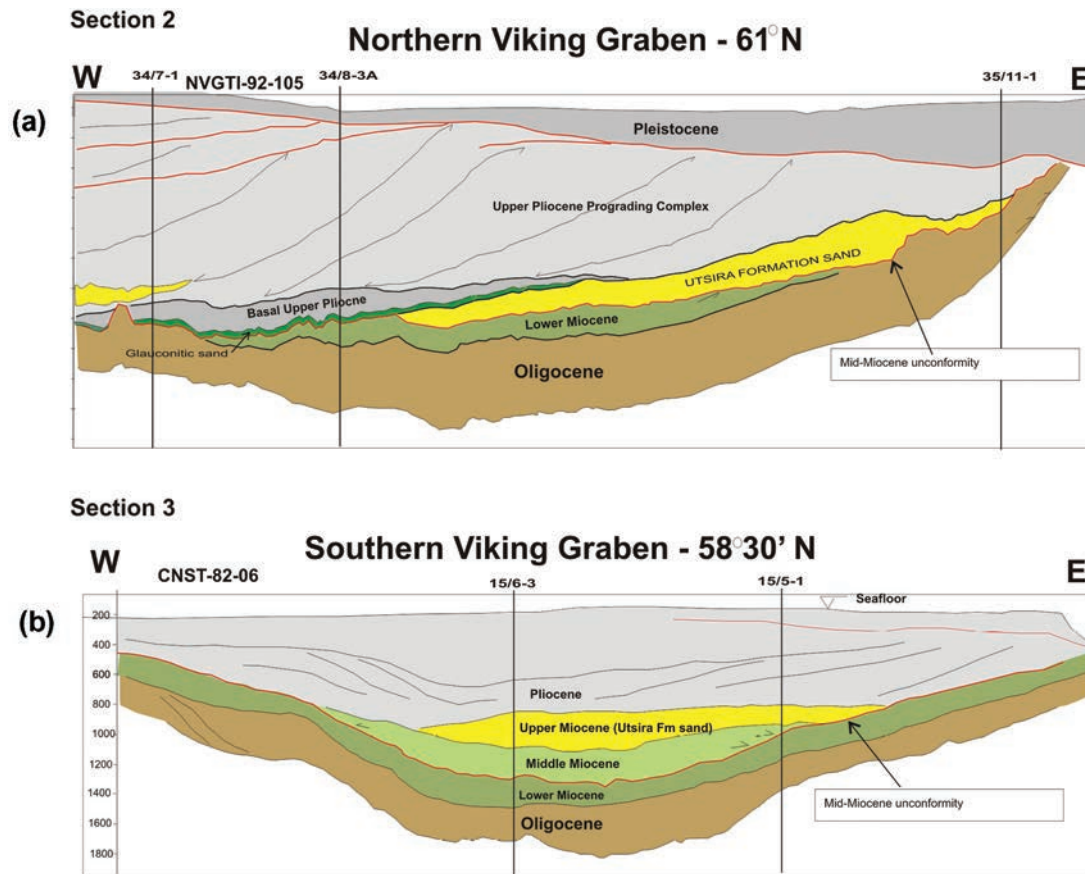 Section 2
Northern Viking Graben - 61°N
W
34/7-1
NVGTI-92-105
34/8-3A
35/11-1
E
(a)
Pleistocene
Upper Pliocene Prograding Complex
UTSIRA FORMATION SAND
Basal Upper Pliocne
Lower Miocene
Glauconitic sand
Oligocene
Mid-Miocene unconformity
Section 3
Southern Viking Graben - 58°30' N
W
E
CNST-82-06
15/6-3
15/5-1
(b)
Seafloor
200
400
600
800
1000
1200
1400
1600
1800
Pliocene
Upper Miocene (Utsira Fm sand)
Middle Miocene
Lower Miocene
Mid-Miocene unconformity
Oligocene